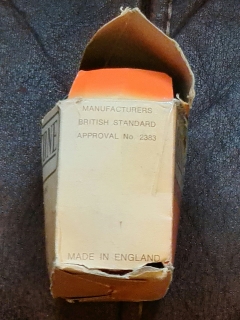 MANUFACTURERS
BRITISH STANDARD
APPROVAL No. 2383
MADE IN ENGLAND